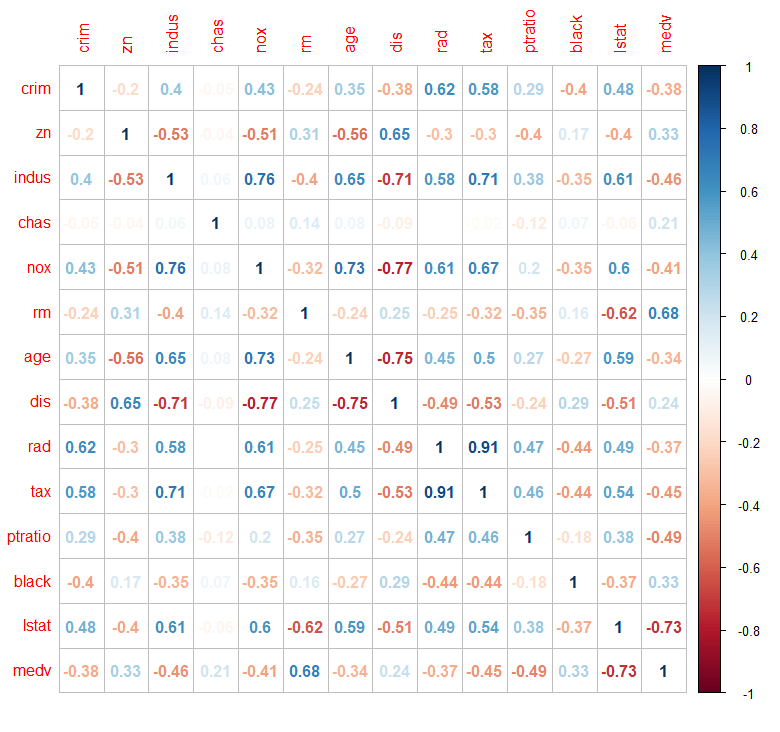 crim zn indus chas nox rm age dis rad tax ptratio black lstat medv
crim 1 -0.2 0.4 -0.05 0.43 -0.24 0.35 -0.38 0.62 0.58 0.29 -0.4 0.48 -0.38
zn -0.2 1 -0.53 -0.04 -0.51 0.31 -0.56 0.65 -0.3 -0.3 -0.4 0.17 -0.4 0.33
indus 0.4 -0.53 1 0.06 0.76 -0.4 0.65 -0.71 0.58 0.71 0.38 -0.35 0.61 -0.46
chas -0.05 -0.04 0.06 1 0.08 0.14 0.08 -0.09 -0.02 -0.12 0.07 -0.06 0.21
nox 0.43 -0.51 0.76 0.08 1 -0.32 0.73 -0.77 0.61 0.67 0.2 -0.35 0.6 -0.41
rm -0.24 0.31 -0.4 0.14 -0.32 1 -0.24 0.25 -0.25 -0.32 -0.35 0.16 -0.62 0.68
age 0.35 -0.56 0.65 0.08 0.73 -0.24 1 -0.75 0.45 0.5 0.27 -0.27 0.59 -0.34
dis -0.38 0.65 -0.71 -0.09 -0.77 0.25 -0.75 1 -0.49 -0.53 -0.24 0.29 -0.51 0.24
rad 0.62 -0.3 0.58 0.61 -0.25 0.45 -0.49 1 0.91 0.47 -0.44 0.49 -0.37
tax 0.58 -0.3 0.71 -0.02 0.67 -0.32 0.5 -0.53 0.91 1 0.46 -0.44 0.54 -0.45
ptratio 0.29 -0.4 0.38 -0.12 0.2 -0.35 0.27 -0.24 0.47 0.46 1 -0.18 0.38 -0.49
black -0.4 0.17 -0.35 0.07 -0.35 0.16 -0.27 0.29 -0.44 -0.44 -0.18 1 -0.37 0.33
lstat 0.48 -0.4 0.61 -0.06 0.6 -0.62 0.59 -0.51 0.49 0.54 0.38 -0.37 1 -0.73
medv -0.38 0.33 -0.46 0.21 -0.41 0.68 -0.34 0.24 -0.37 -0.45 -0.49 0.33 -0.73 1
1
0.8
0.6
0.4
0.2
0
-0.2
-0.4
-0.6
-0.8
-1